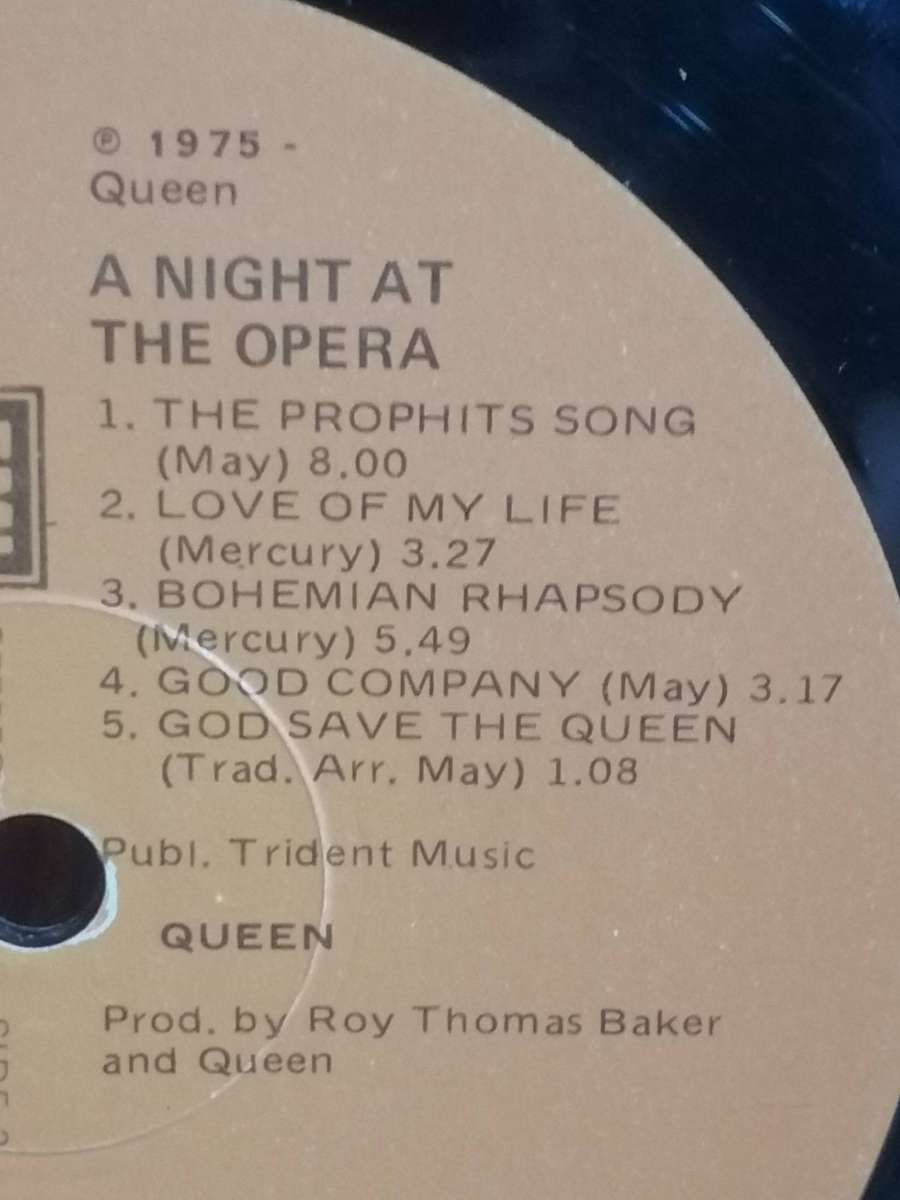 ℗ 1975 -
Queen
A NIGHT AT
THE OPERA
1. THE PROPHITS SONG
(May) 8.00
2. LOVE OF MY LIFE
(Mercury) 3.27
3. BOHEMIAN RHAPSODY
(Mercury) 5.49
4. GOOD COMPANY (May) 3.17
5. GOD SAVE THE QUEEN
(Trad. Arr. May) 1.08
Publ. Trident Music
QUEEN
Prod. by Roy Thomas Baker
and Queen